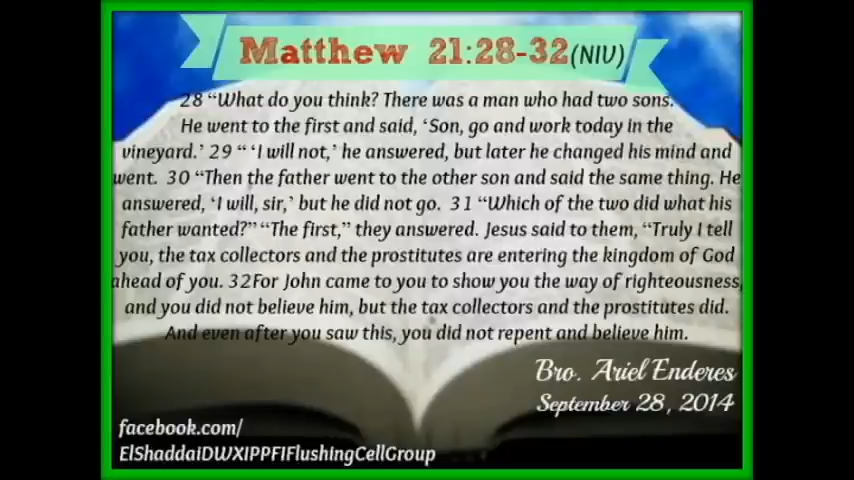 Matthew 21:28-32(NIV)
28 “What do you think? There was a man who had two sons.
He went to the first and said, ‘Son, go and work today in the
vineyard.’ 29 “ ‘I will not,’ he answered, but later he changed his mind and
went. 30 “Then the father went to the other son and said the same thing. He
answered, ‘I will, sir,’ but he did not go. 31 “Which of the two did what his
father wanted?” “The first,” they answered. Jesus said to them, “Truly I tell
you, the tax collectors and the prostitutes are entering the kingdom of God
ahead of you. 32For John came to you to show you the way of righteousness,
and you did not believe him, but the tax collectors and the prostitutes did.
And even after you saw this, you did not repent and believe him.
Bro. Ariel Enderes
September 28, 2014
facebook.com/
ElShaddaiDWXIPPFIFlushingCellGroup